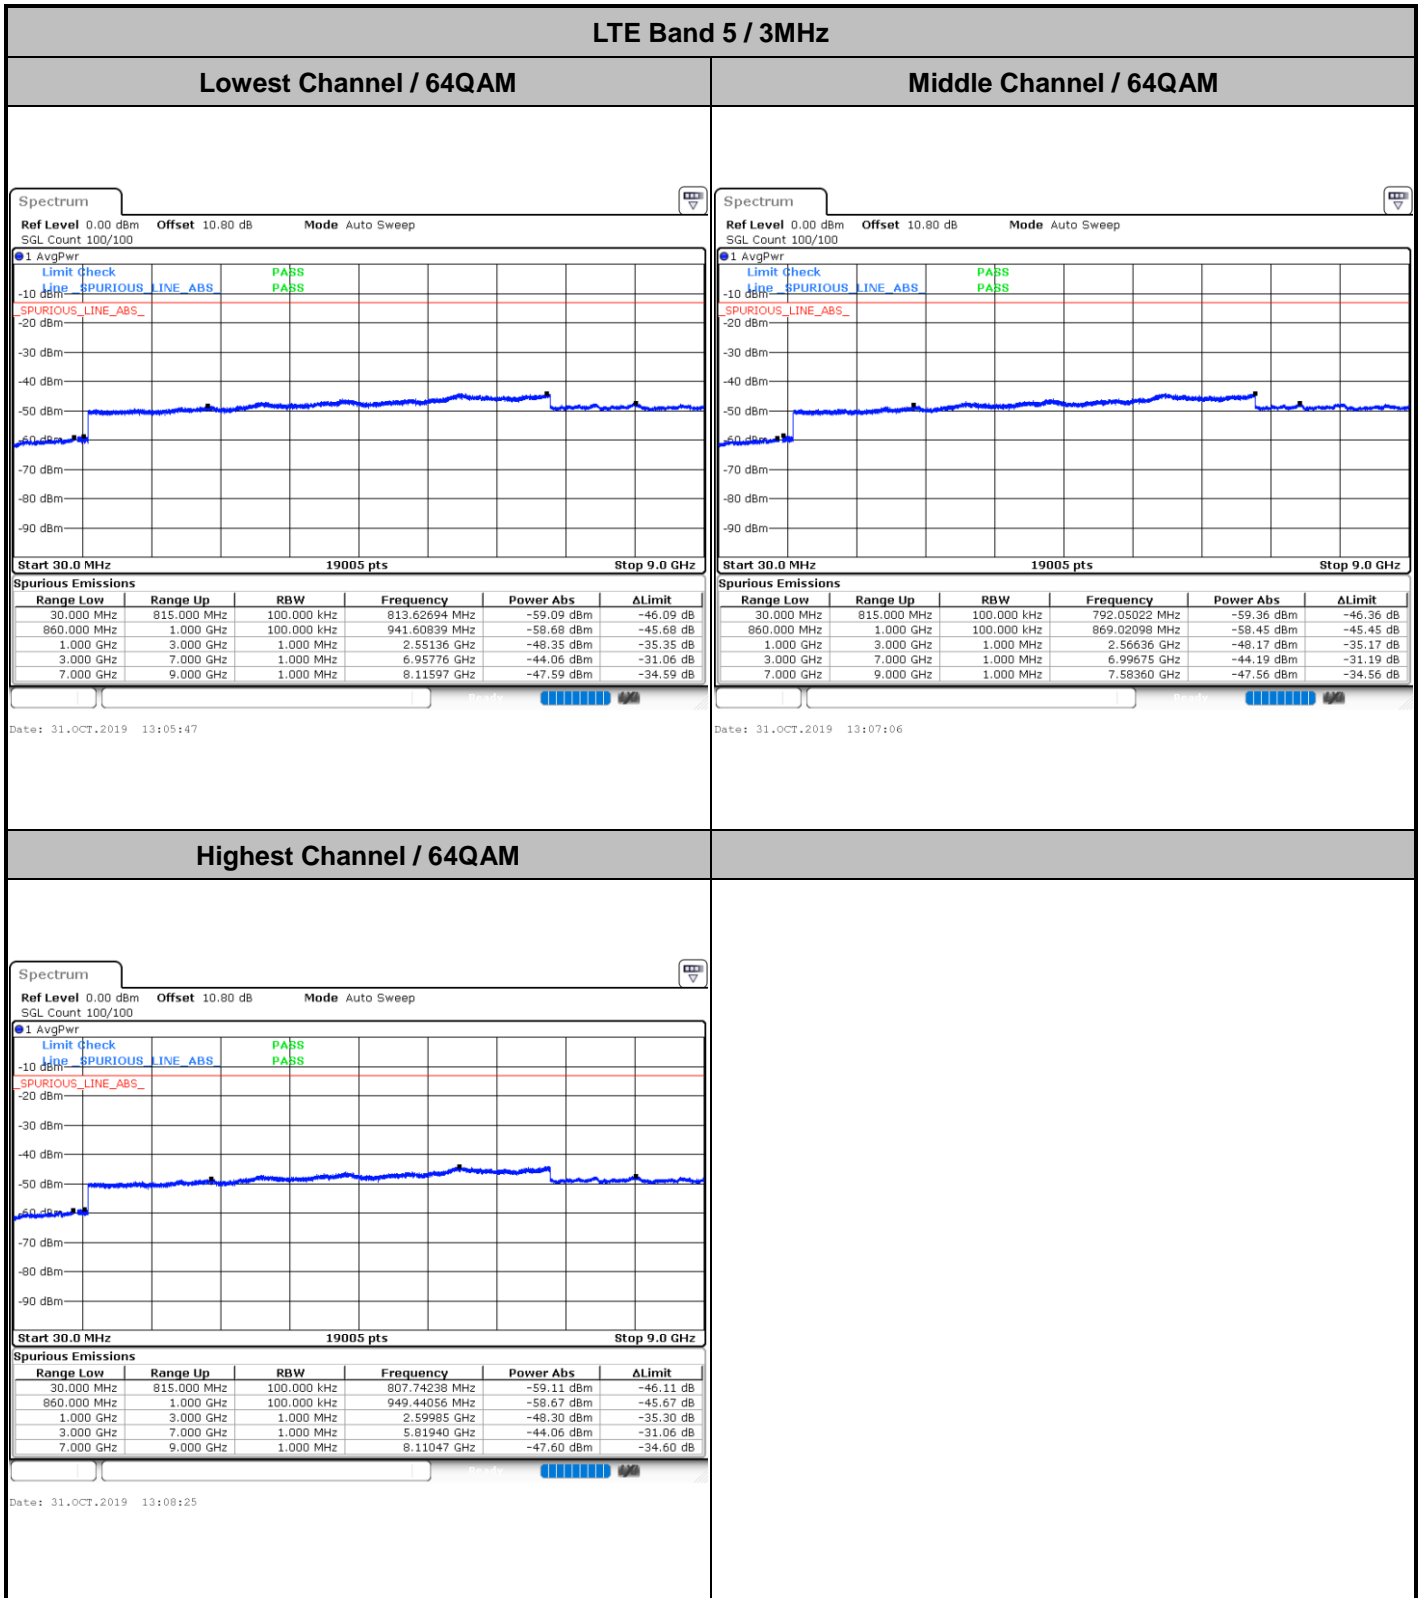 LTE Band 5 / 3MHz
Lowest Channel / 64QAM
Middle Channel / 64QAM
Spectrum
Ref Level 0.00 dBm Offset 10.80 dB Mode Auto Sweep
SGL Count 100/100
1 AvgPwr
Limit Check PASS
Line _SPURIOUS_LINE_ABS_ PASS
-10 dBm
_SPURIOUS_LINE_ABS_
-20 dBm
-30 dBm
-40 dBm
-50 dBm
-60 dBm
-70 dBm
-80 dBm
-90 dBm
Start 30.0 MHz 19005 pts Stop 9.0 GHz
Spurious Emissions
Range Low Range Up RBW Frequency Power Abs ΔLimit
30.000 MHz 815.000 MHz 100.000 kHz 813.62694 MHz -59.09 dBm -46.09 dB
860.000 MHz 1.000 GHz 100.000 kHz 941.60839 MHz -58.68 dBm -45.68 dB
1.000 GHz 3.000 GHz 1.000 MHz 2.55136 GHz -48.35 dBm -35.35 dB
3.000 GHz 7.000 GHz 1.000 MHz 6.95776 GHz -44.06 dBm -31.06 dB
7.000 GHz 9.000 GHz 1.000 MHz 8.11597 GHz -47.59 dBm -34.59 dB
Ready
Date: 31.OCT.2019 13:05:47
Spectrum
Ref Level 0.00 dBm Offset 10.80 dB Mode Auto Sweep
SGL Count 100/100
1 AvgPwr
Limit Check PASS
Line _SPURIOUS_LINE_ABS_ PASS
-10 dBm
_SPURIOUS_LINE_ABS_
-20 dBm
-30 dBm
-40 dBm
-50 dBm
-60 dBm
-70 dBm
-80 dBm
-90 dBm
Start 30.0 MHz 19005 pts Stop 9.0 GHz
Spurious Emissions
Range Low Range Up RBW Frequency Power Abs ΔLimit
30.000 MHz 815.000 MHz 100.000 kHz 792.05022 MHz -59.36 dBm -46.36 dB
860.000 MHz 1.000 GHz 100.000 kHz 869.02098 MHz -58.45 dBm -45.45 dB
1.000 GHz 3.000 GHz 1.000 MHz 2.56636 GHz -48.17 dBm -35.17 dB
3.000 GHz 7.000 GHz 1.000 MHz 6.99675 GHz -44.19 dBm -31.19 dB
7.000 GHz 9.000 GHz 1.000 MHz 7.58360 GHz -47.56 dBm -34.56 dB
Ready
Date: 31.OCT.2019 13:07:06
Highest Channel / 64QAM
Spectrum
Ref Level 0.00 dBm Offset 10.80 dB Mode Auto Sweep
SGL Count 100/100
1 AvgPwr
Limit Check PASS
Line _SPURIOUS_LINE_ABS_ PASS
-10 dBm
_SPURIOUS_LINE_ABS_
-20 dBm
-30 dBm
-40 dBm
-50 dBm
-60 dBm
-70 dBm
-80 dBm
-90 dBm
Start 30.0 MHz 19005 pts Stop 9.0 GHz
Spurious Emissions
Range Low Range Up RBW Frequency Power Abs ΔLimit
30.000 MHz 815.000 MHz 100.000 kHz 807.74238 MHz -59.11 dBm -46.11 dB
860.000 MHz 1.000 GHz 100.000 kHz 949.44056 MHz -58.67 dBm -45.67 dB
1.000 GHz 3.000 GHz 1.000 MHz 2.59985 GHz -48.30 dBm -35.30 dB
3.000 GHz 7.000 GHz 1.000 MHz 5.81940 GHz -44.06 dBm -31.06 dB
7.000 GHz 9.000 GHz 1.000 MHz 8.11047 GHz -47.60 dBm -34.60 dB
Ready
Date: 31.OCT.2019 13:08:25